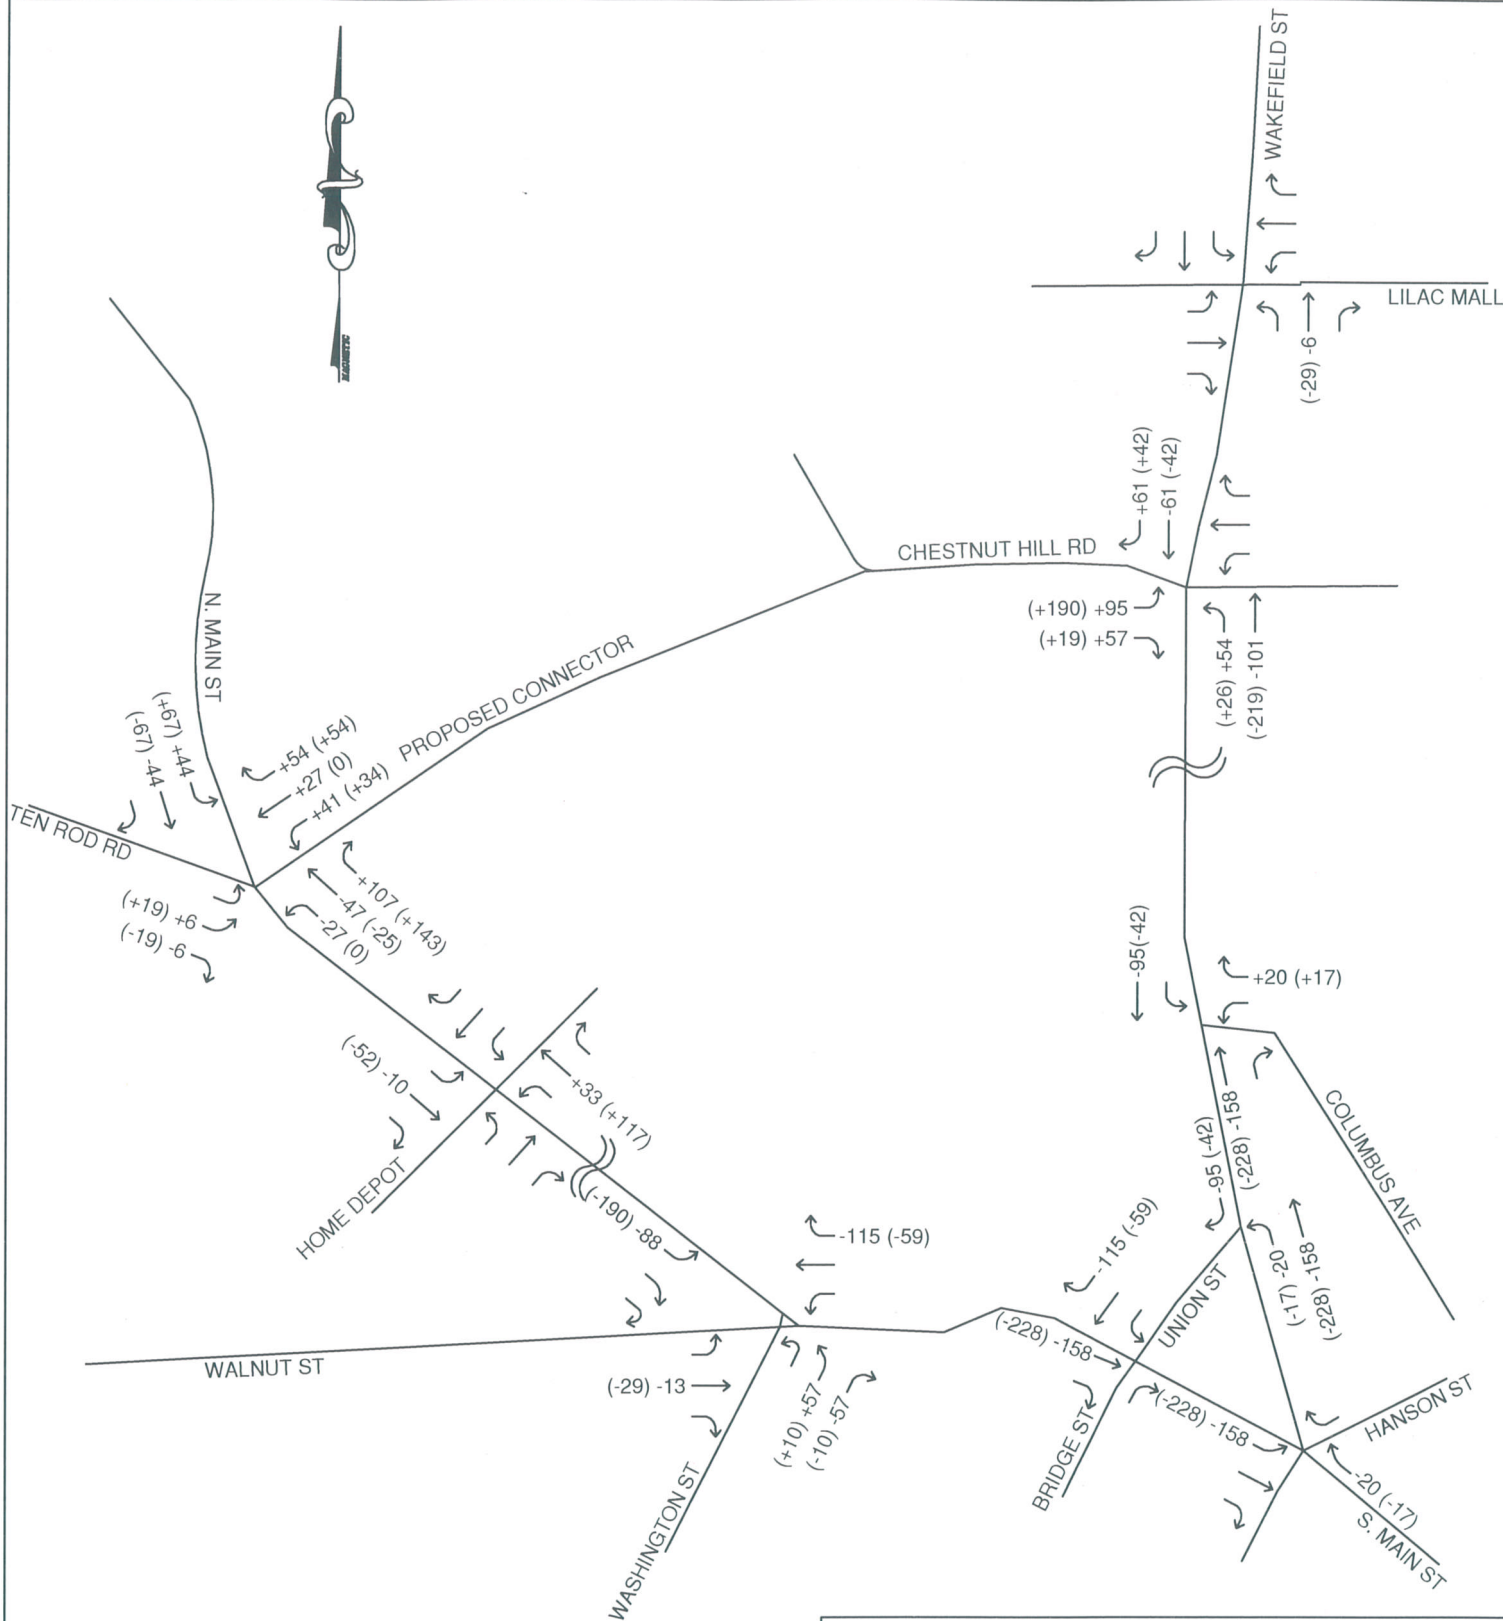 WAKEFIELD ST
LILAC MALL
(-29) -6
MAGNETIC
+61 (+42)
-61 (-42)
CHESTNUT HILL RD
(+190) +95
(+19) +57
(+26) +54
(-219) -101
N. MAIN ST
PROPOSED CONNECTOR
(+67) +44
(-67) -44
+54 (+54)
+27 (0)
+41 (+34)
TEN ROD RD
(+19) +6
(-19) -6
+107 (+143)
-47 (-25)
-27 (0)
-95(-42)
+20 (+17)
(-52) -10
+33 (+117)
HOME DEPOT
COLUMBUS AVE
-95 (-42)
(-228) -158
(-190) -88
-115 (-59)
-115 (-59)
UNION ST
(-17) -20
(-228) -158
(-228) -158
WALNUT ST
(-29) -13
(+10) +57
(-10) -57
BRIDGE ST
(-228) -158
HANSON ST
-20 (-17)
S. MAIN ST
WASHINGTON ST